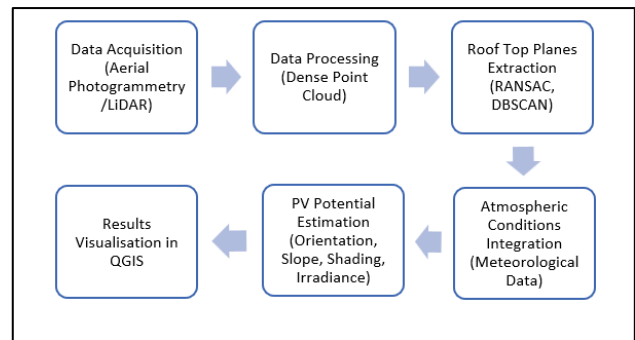 Data Acquisition
(Aerial
Photogrammetry
/LiDAR)
Data Processing
(Dense Point
Cloud)
Roof Top Planes
Extraction
(RANSAC,
DBSCAN)
Atmospheric
Conditions
Integration
(Meteorological
Data)
PV Potential
Estimation
(Orientation,
Slope, Shading,
Irradiance)
Results
Visualisation in
QGIS